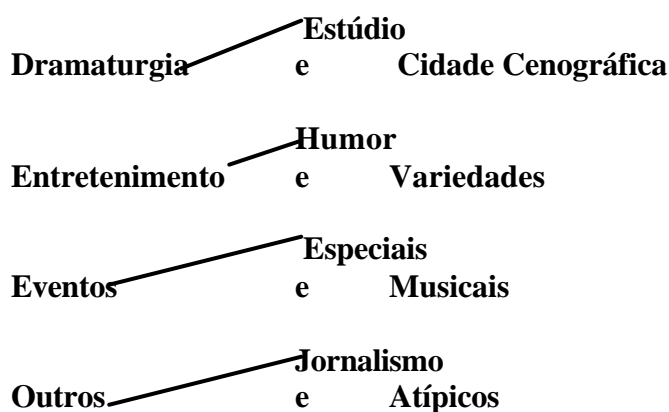 Estúdio
Dramaturgia e Cidade Cenográfica
Humor
Entretenimento e Variedades
Especiais
Eventos e Musicais
Jornalismo
Outros e Atípicos